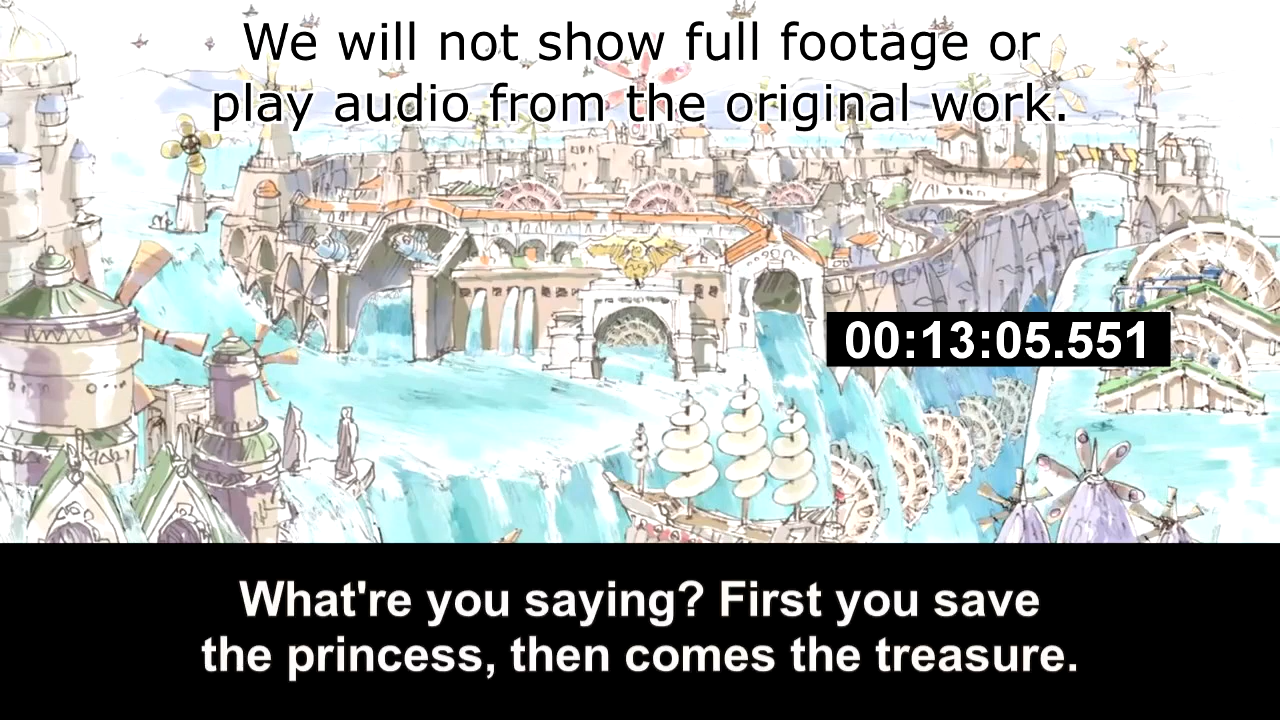 We will not show full footage or
play audio from the original work.
00:13:05.551
What're you saying? First you save
the princess, then comes the treasure.